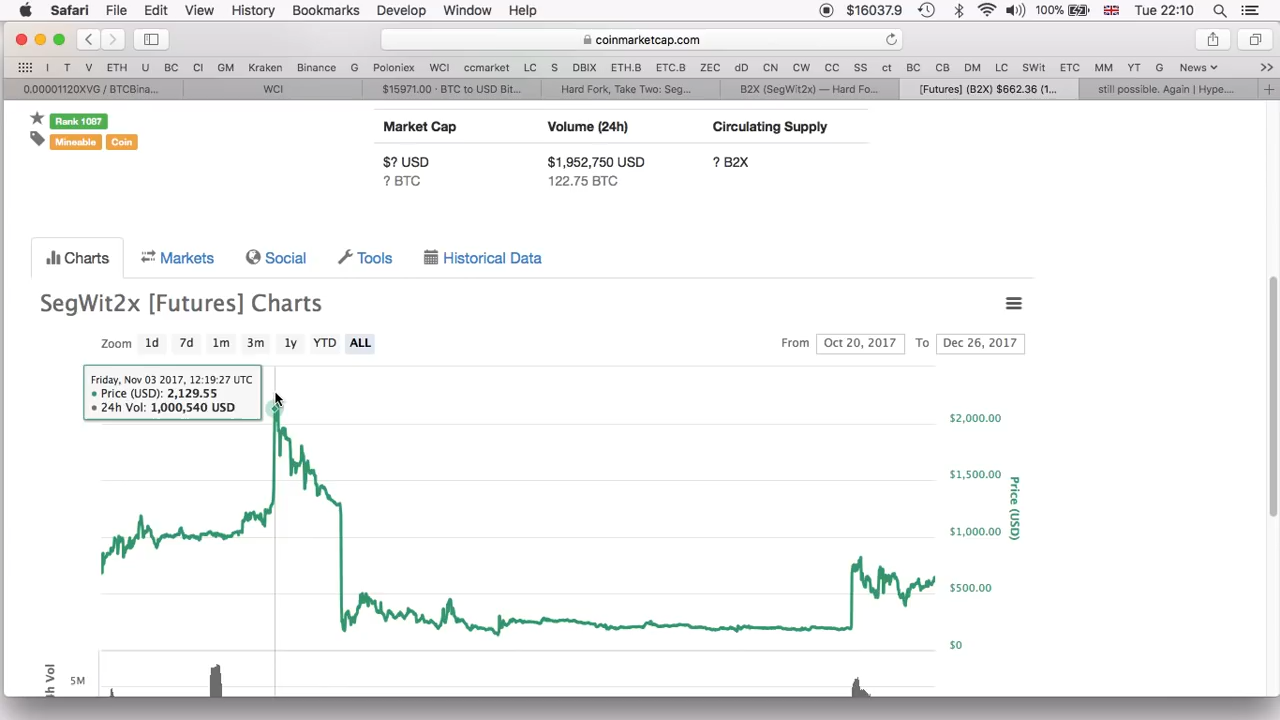 Safari File Edit View History Bookmarks Develop Window Help $16037.9 100% Tue 22:10
coinmarketcap.com
I T V ETH U BC CI GM Kraken Binance G Poloniex WCI ccmarket LC S DBIX ETH.B ETC.B ZEC dD CN CW CC SS ct BC CB DM LC SWit ETC MM YT G News
0.00001120XVG / BTCBina... WCI $15971.00 · BTC to USD Bit... Hard Fork, Take Two: Seg... B2X (SegWit2x) — Hard Fo... [Futures] (B2X) $662.36 (1... still possible. Again | Hype...
Rank 1087
Mineable Coin
Market Cap Volume (24h) Circulating Supply
$? USD $1,952,750 USD ? B2X
? BTC 122.75 BTC
Charts Markets Social Tools Historical Data
SegWit2x [Futures] Charts
Zoom 1d 7d 1m 3m 1y YTD ALL From Oct 20, 2017 To Dec 26, 2017
Friday, Nov 03 2017, 12:19:27 UTC
Price (USD): 2,129.55
24h Vol: 1,000,540 USD
$2,000.00
$1,500.00
$1,000.00
$500.00
$0
Price (USD)
5M
h Vol